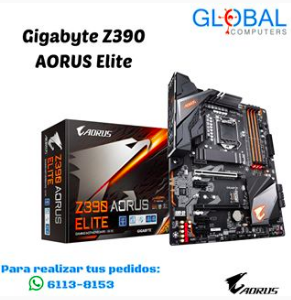 Gigabyte Z390
AORUS Elite
GLOBAL
COMPUTERS
AORUS
Z390 AORUS
ELITE
GIGABYTE
Para realizar tus pedidos:
6113-8153
AORUS